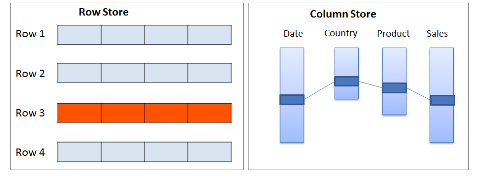 Row Store
Row 1
Row 2
Row 3
Row 4
Column Store
Date Country Product Sales